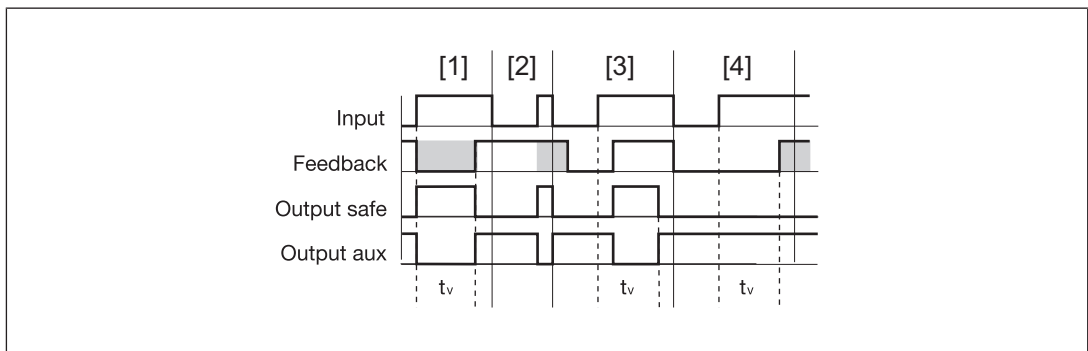 [1] [2] [3] [4]
Input
Feedback
Output safe
Output aux
tv tv tv